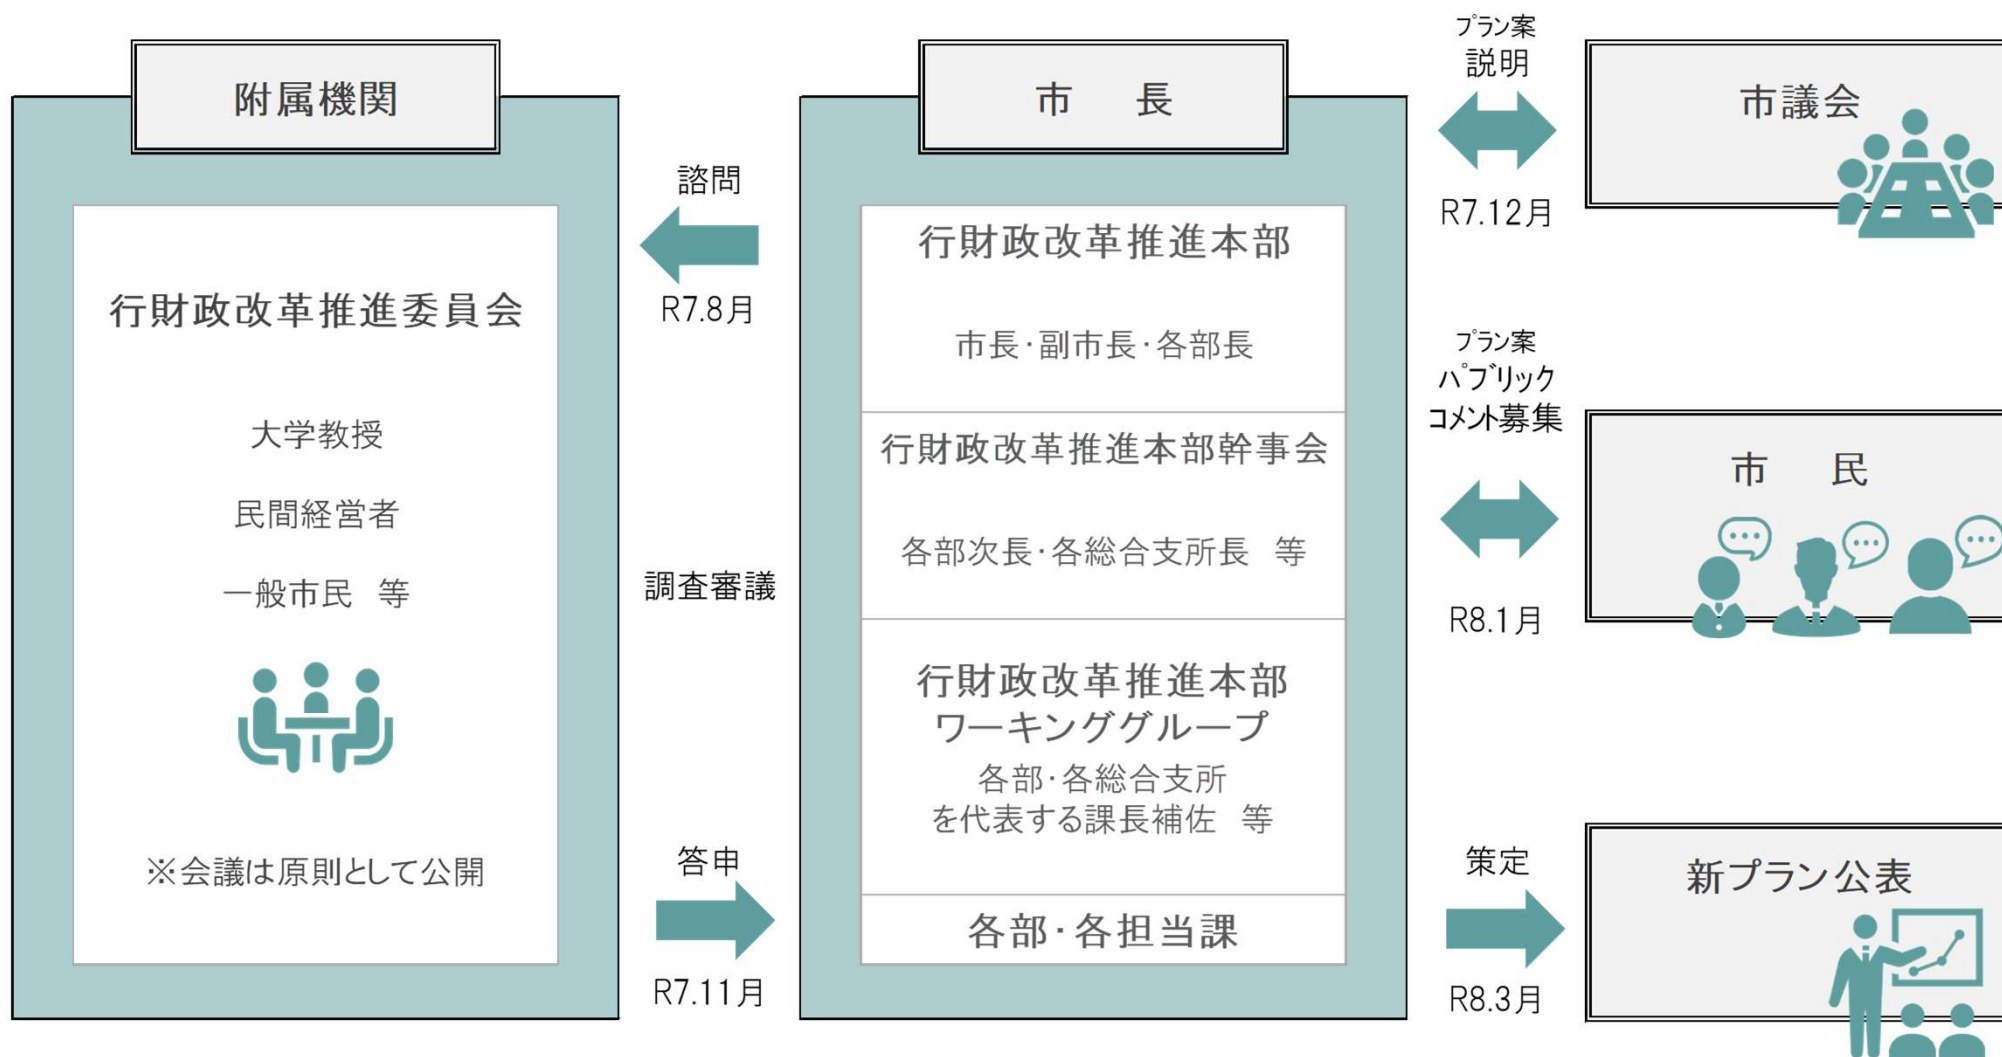 附属機関
行財政改革推進委員会
大学教授
民間経営者
一般市民　等
※会議は原則として公開
諮問
R7.8月
調査審議
答申
R7.11月
市　長
行財政改革推進本部
市長・副市長・各部長
行財政改革推進本部幹事会
各部次長・各総合支所長　等
行財政改革推進本部
ワーキンググループ
各部・各総合支所
を代表する課長補佐　等
各部・各担当課
プラン案
説明
R7.12月
市議会
プラン案
パブリック
コメント募集
R8.1月
市　民
策定
R8.3月
新プラン公表